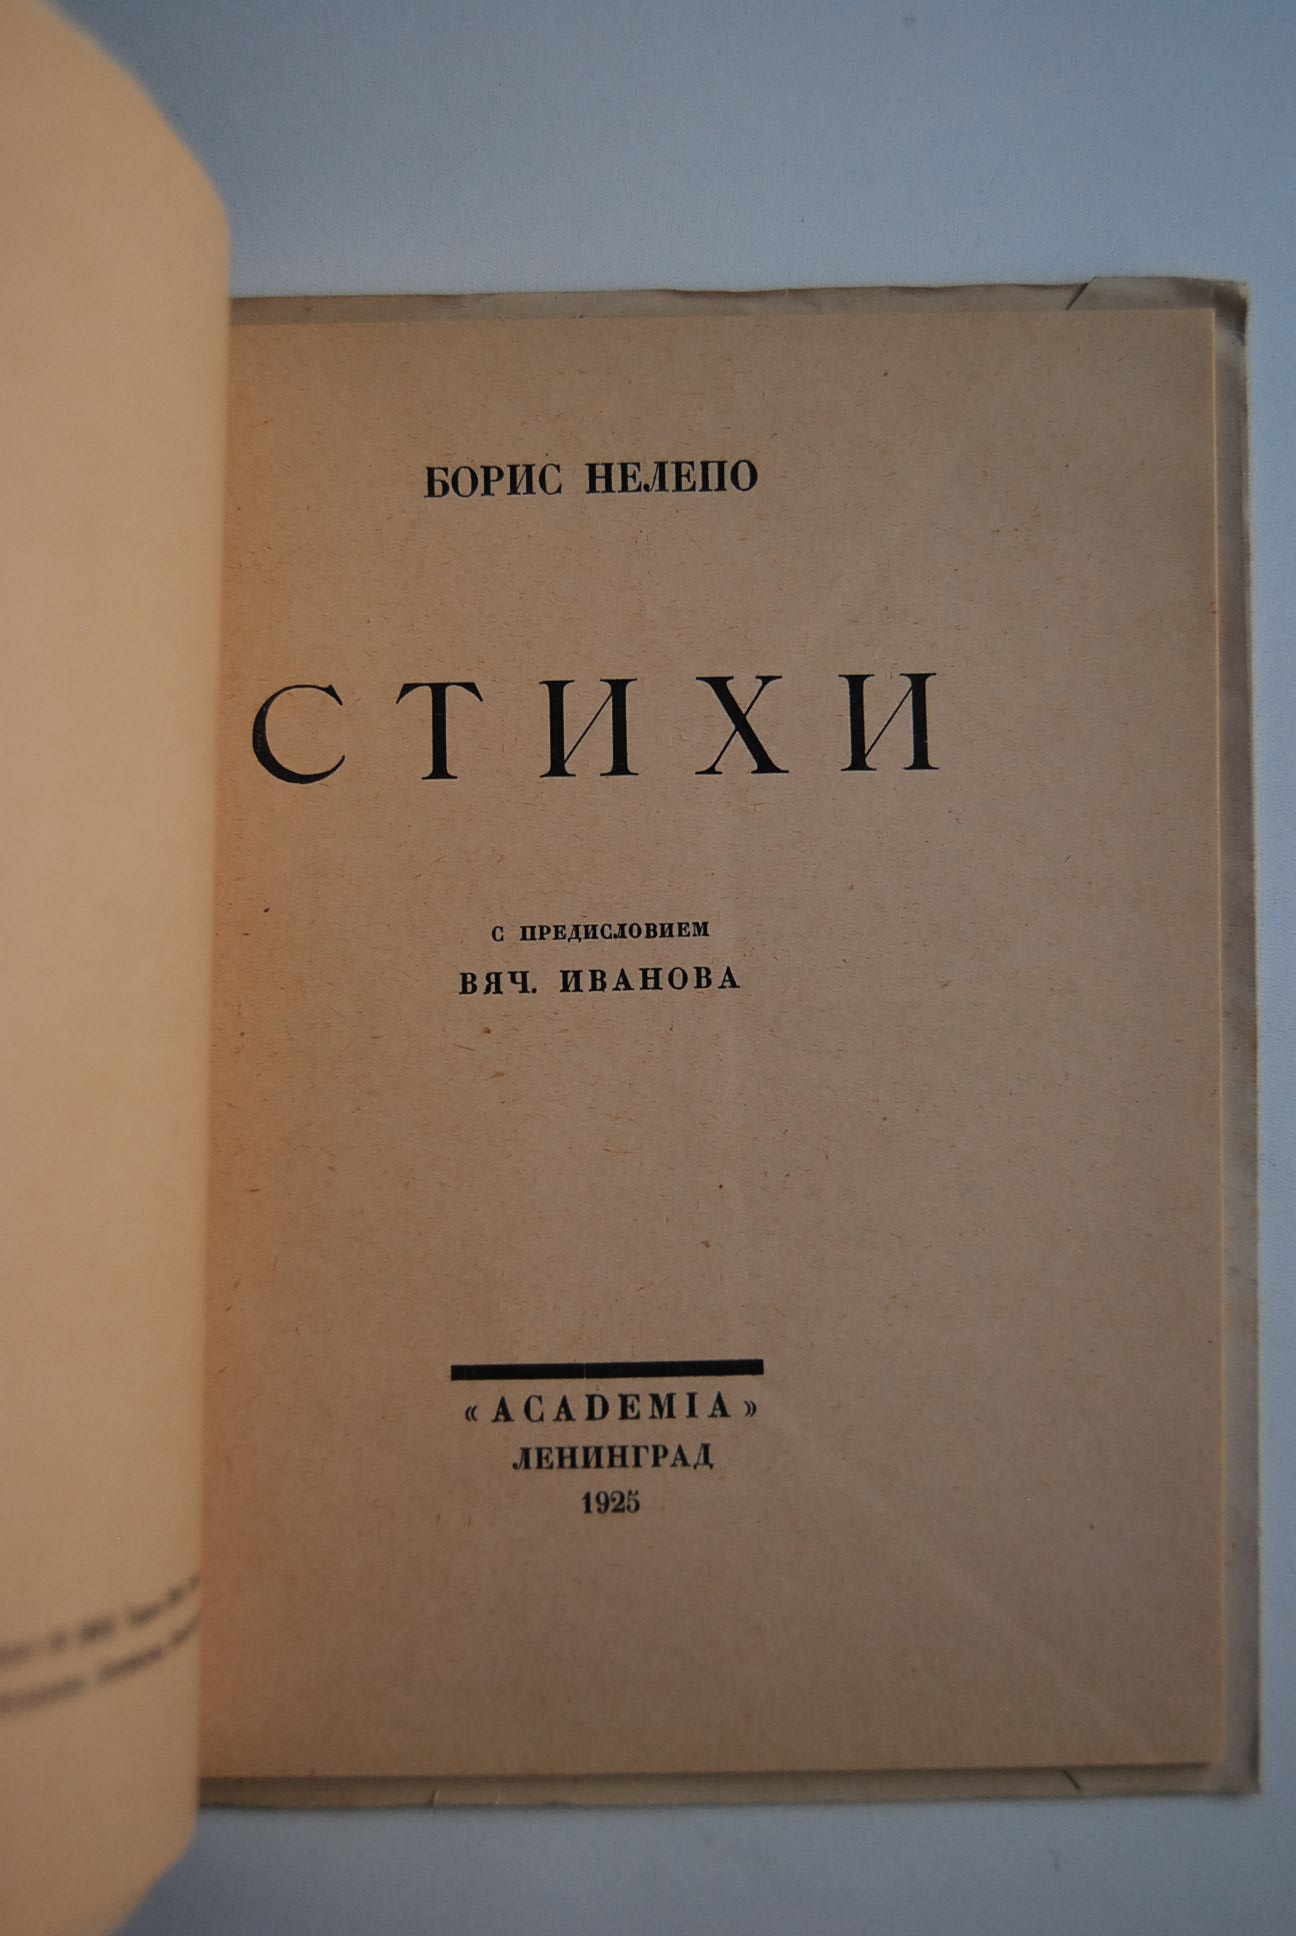 БОРИС НЕЛЕПО
СТИХИ
С ПРЕДИСЛОВИЕМ
ВЯЧ. ИВАНОВА
«ACADEMIA»
ЛЕНИНГРАД
1925